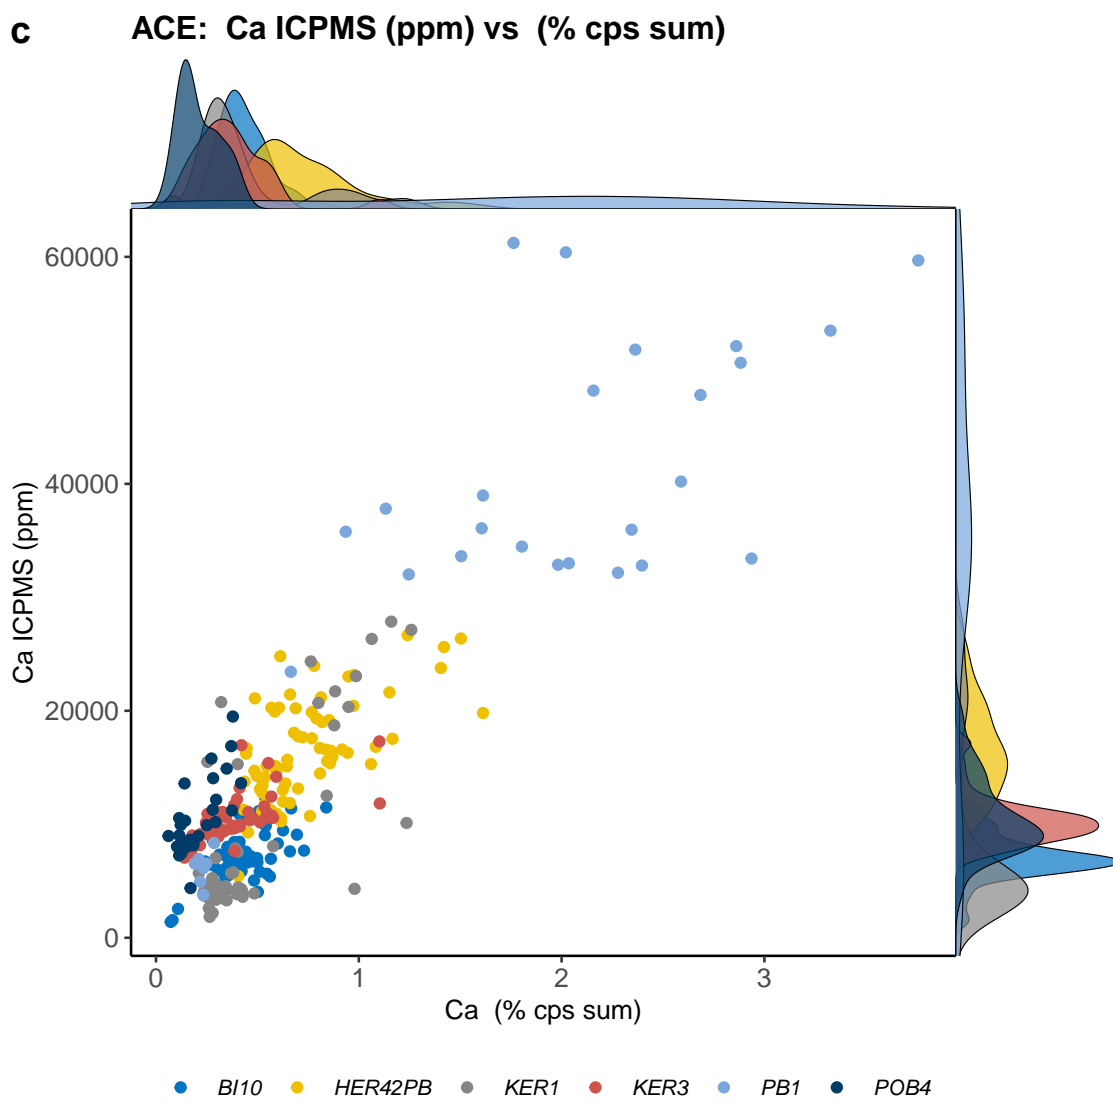 c
ACE: Ca ICPMS (ppm) vs (% cps sum)
Ca ICPMS (ppm)
60000
40000
20000
0
0 1 2 3
Ca (% cps sum)
BI10 HER42PB KER1 KER3 PB1 POB4